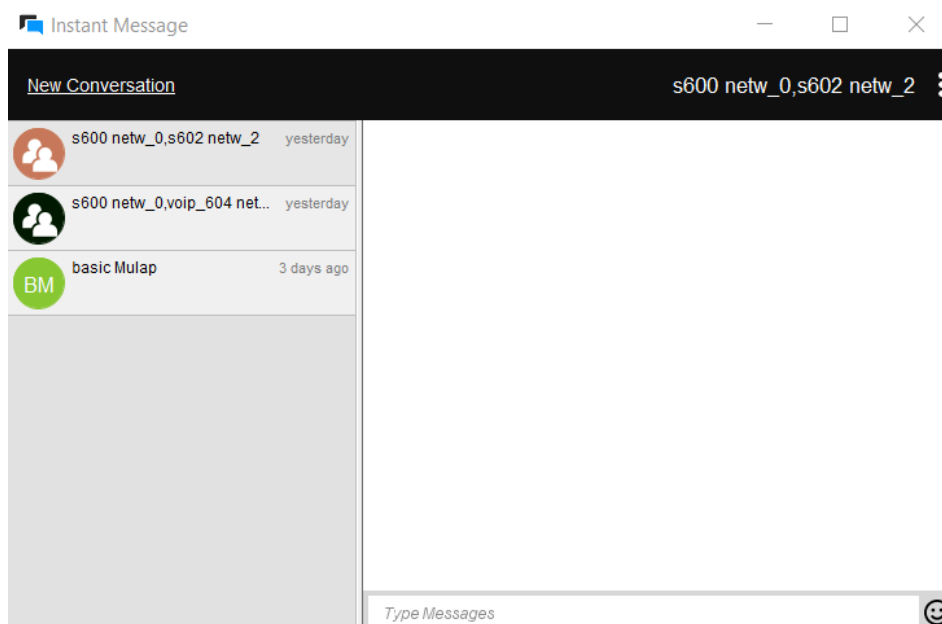 Instant Message
New Conversation
s600 netw_0,s602 netw_2
s600 netw_0,s602 netw_2 yesterday
s600 netw_0,voip_604 net... yesterday
basic Mulap 3 days ago
BM
Type Messages